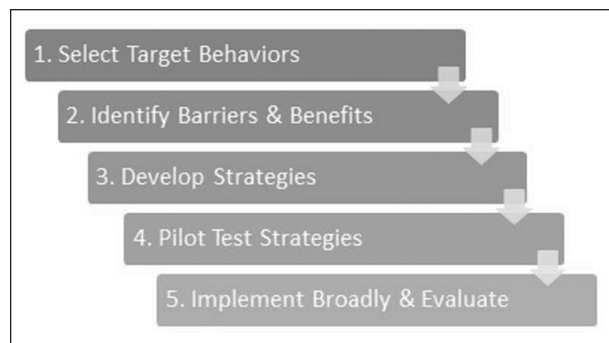 1. Select Target Behaviors
2. Identify Barriers & Benefits
3. Develop Strategies
4. Pilot Test Strategies
5. Implement Broadly & Evaluate